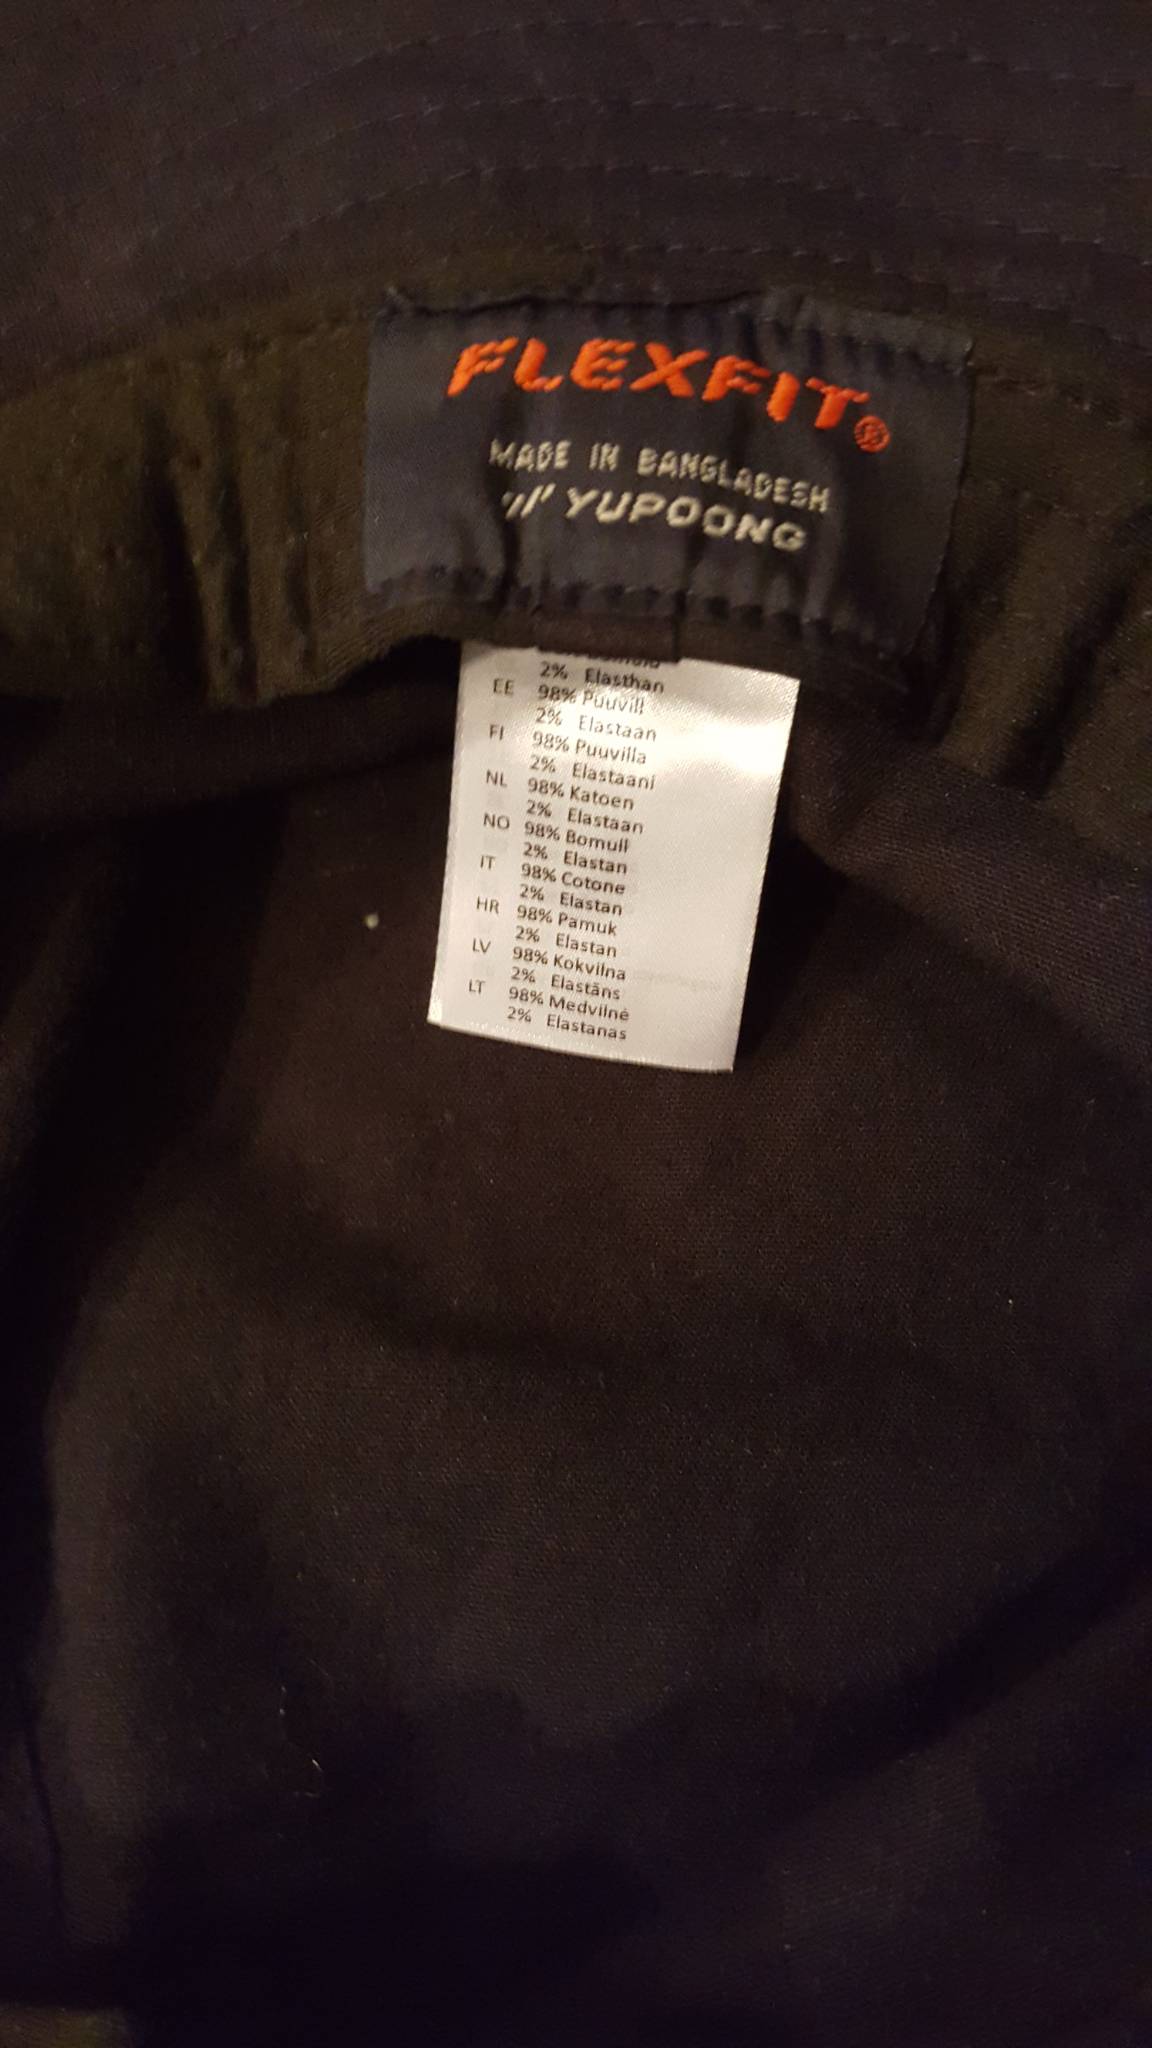 FLEXFIT®
MADE IN BANGLADESH
YUPOONG
2% Elasthan
EE 98% Puuvill
2% Elastaan
FI 98% Puuvilla
2% Elastaani
NL 98% Katoen
2% Elastaan
NO 98% Bomull
2% Elastan
IT 98% Cotone
2% Elastan
HR 98% Pamuk
2% Elastan
LV 98% Kokvilna
2% Elastāns
LT 98% Medvilnė
2% Elastanas